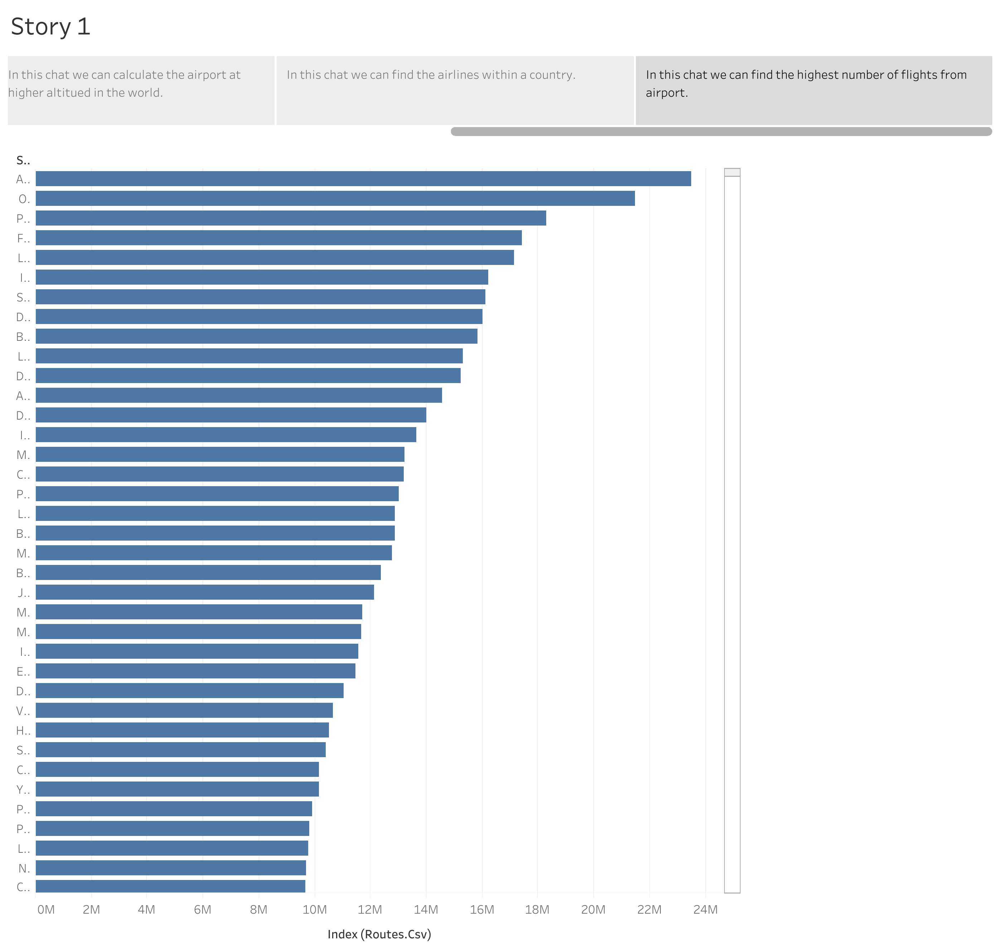 Story 1
In this chat we can calculate the airport at
higher altitued in the world.
In this chat we can find the airlines within a country.
In this chat we can find the highest number of flights from
airport.
S..
A..
O.
P..
F..
L..
I..
S..
D..
B..
L..
D..
A..
D..
I..
M.
C..
P..
L..
B..
M.
B..
J..
M.
M.
I..
E..
D..
V..
H..
S..
C..
Y..
P..
P..
L..
N.
C..
0M 2M 4M 6M 8M 10M 12M 14M 16M 18M 20M 22M 24M
Index (Routes.Csv)